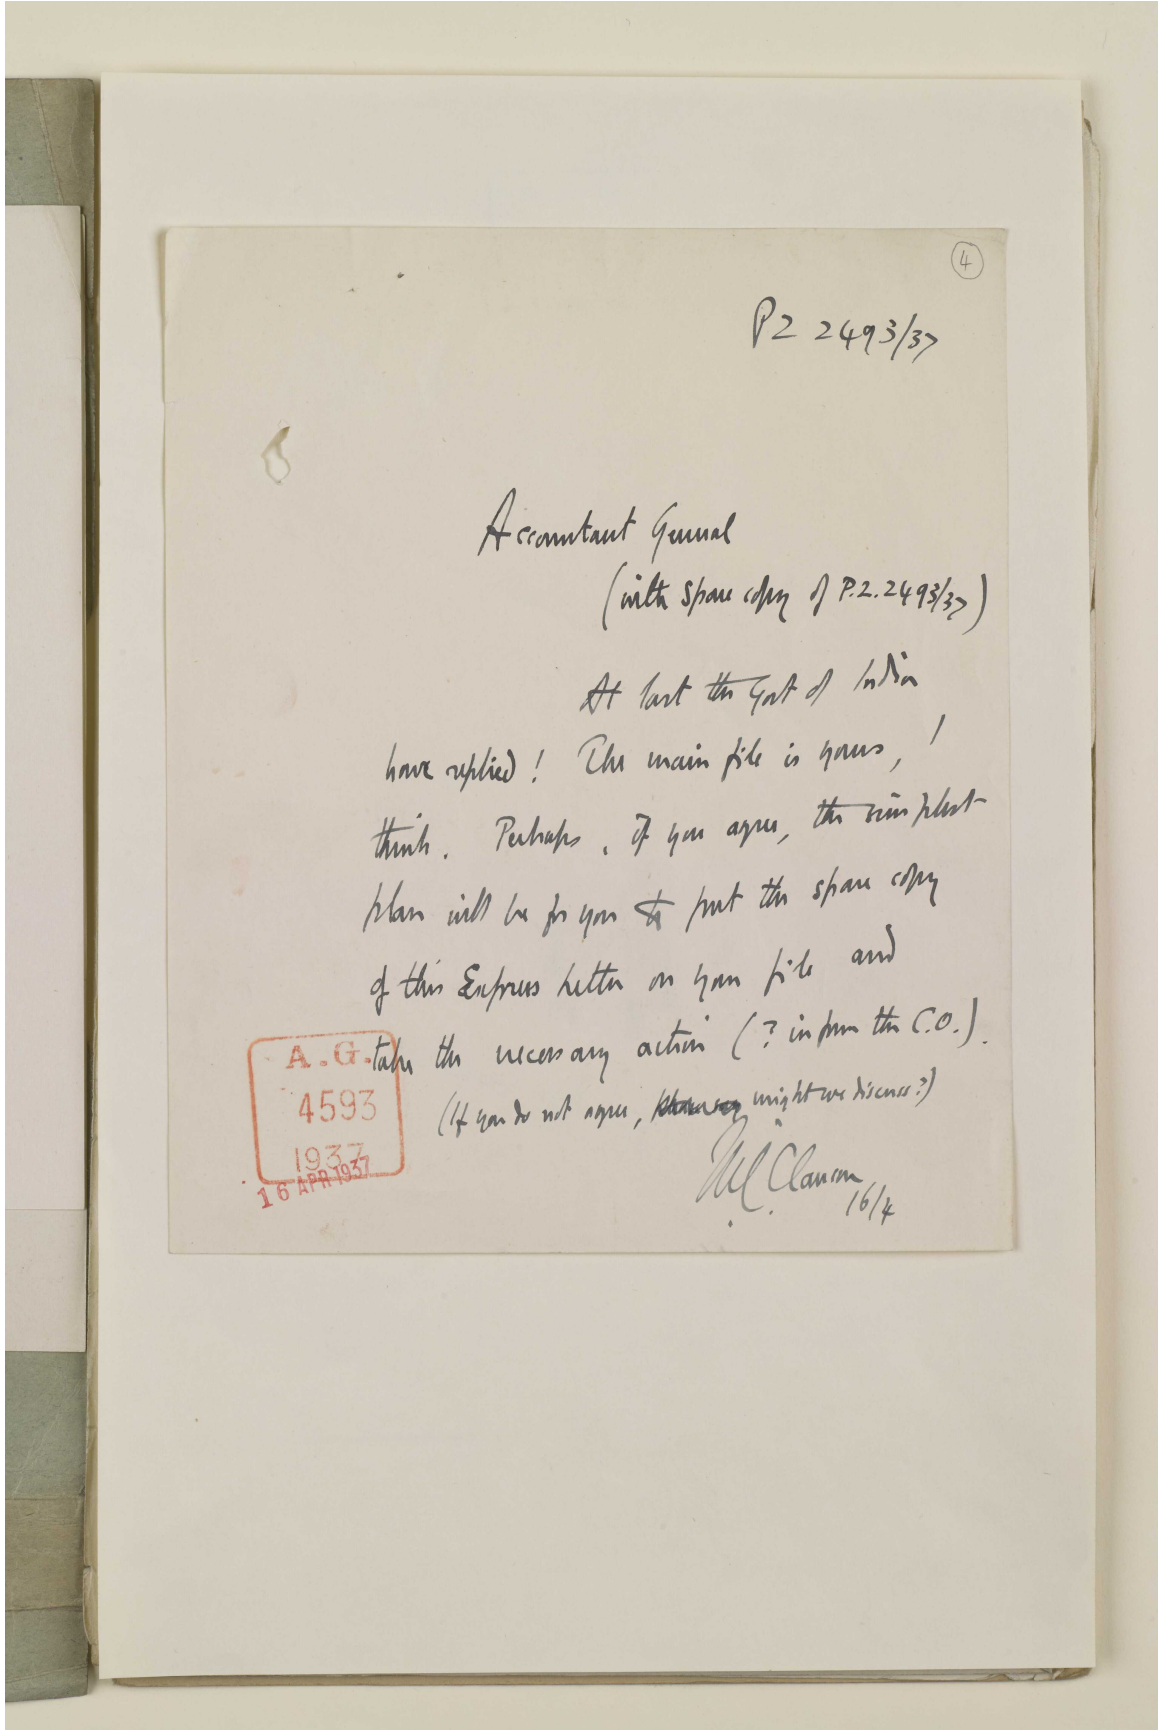 4
PZ 2493/37
Accountant General
(with spare copy of P.Z. 2493/37)
At last the Govt of India
have replied! The main file is yours, I
think. Perhaps, if you agree, the simplest
plan will be for you to put the spare copy
of this Express Letter on your file and
take the necessary action (? inform the C.O.).
(If you do not agree, might we discuss?)
Clauson
16/4
A.G.
4593
1937
16 APR 1937